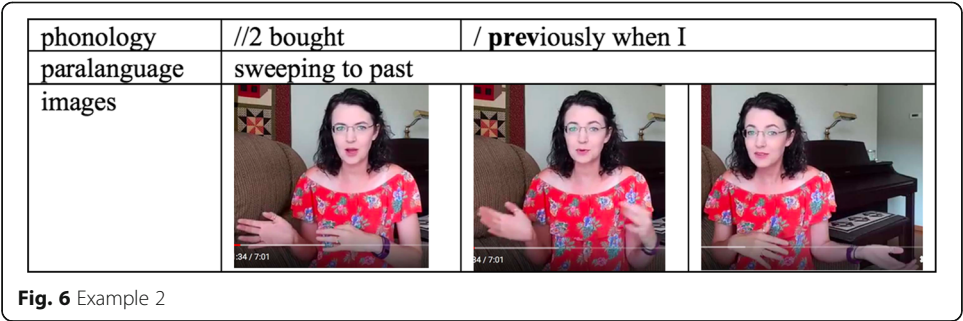 phonology //2 bought / previously when I
paralanguage sweeping to past
images
:34 / 7:01
34 / 7:01
Fig. 6 Example 2